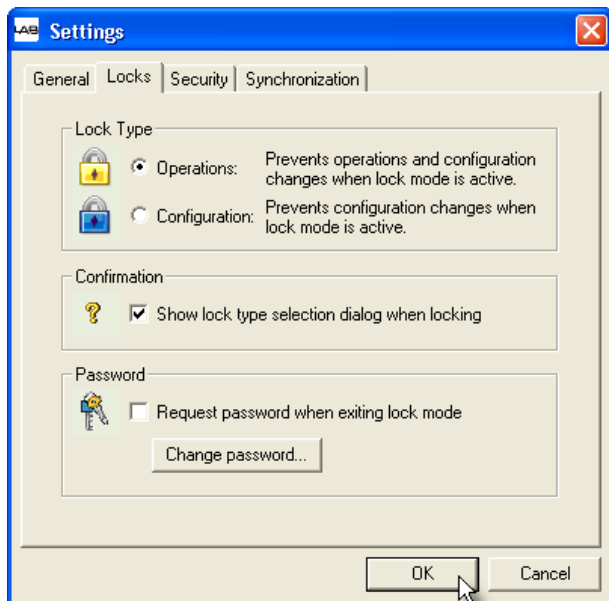 LAB Settings
General Locks Security Synchronization
Lock Type
Operations: Prevents operations and configuration
changes when lock mode is active.
Configuration: Prevents configuration changes when
lock mode is active.
Confirmation
Show lock type selection dialog when locking
Password
Request password when exiting lock mode
Change password...
OK Cancel